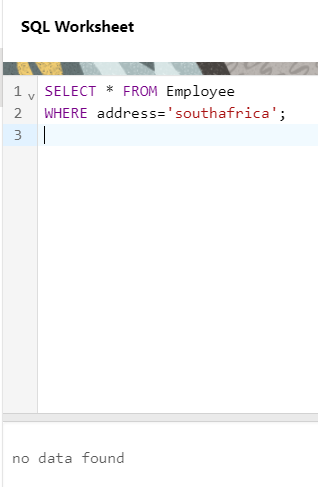 SQL Worksheet
1 SELECT * FROM Employee
2 WHERE address='southafrica';
3
no data found